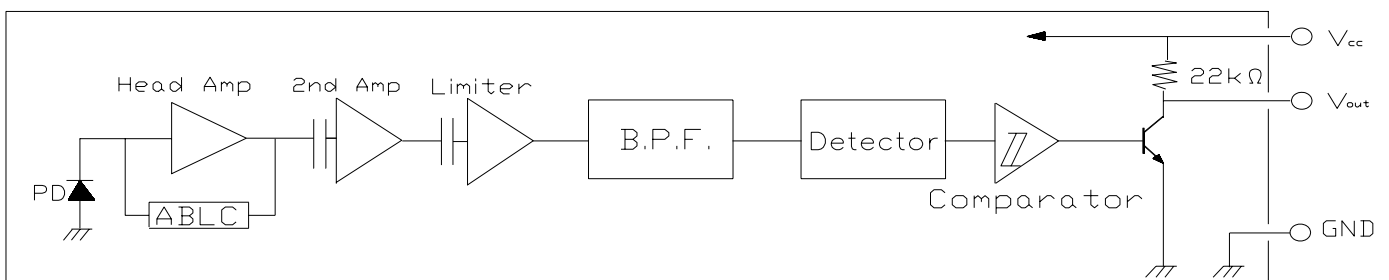 Head Amp
2nd Amp
Limiter
Vcc
22kΩ
Vout
B.P.F.
Detector
PD
ABLC
Comparator
GND